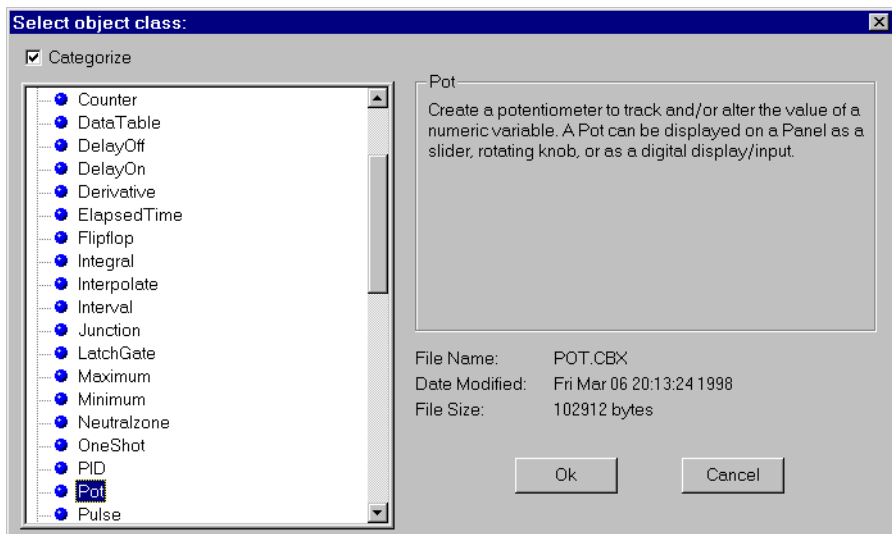 Select object class:
Categorize
Counter
DataTable
DelayOff
DelayOn
Derivative
ElapsedTime
Flipflop
Integral
Interpolate
Interval
Junction
LatchGate
Maximum
Minimum
Neutralzone
OneShot
PID
Pot
Pulse
Pot
Create a potentiometer to track and/or alter the value of a
numeric variable. A Pot can be displayed on a Panel as a
slider, rotating knob, or as a digital display/input.
File Name: POT.CBX
Date Modified: Fri Mar 06 20:13:24 1998
File Size: 102912 bytes
Ok Cancel